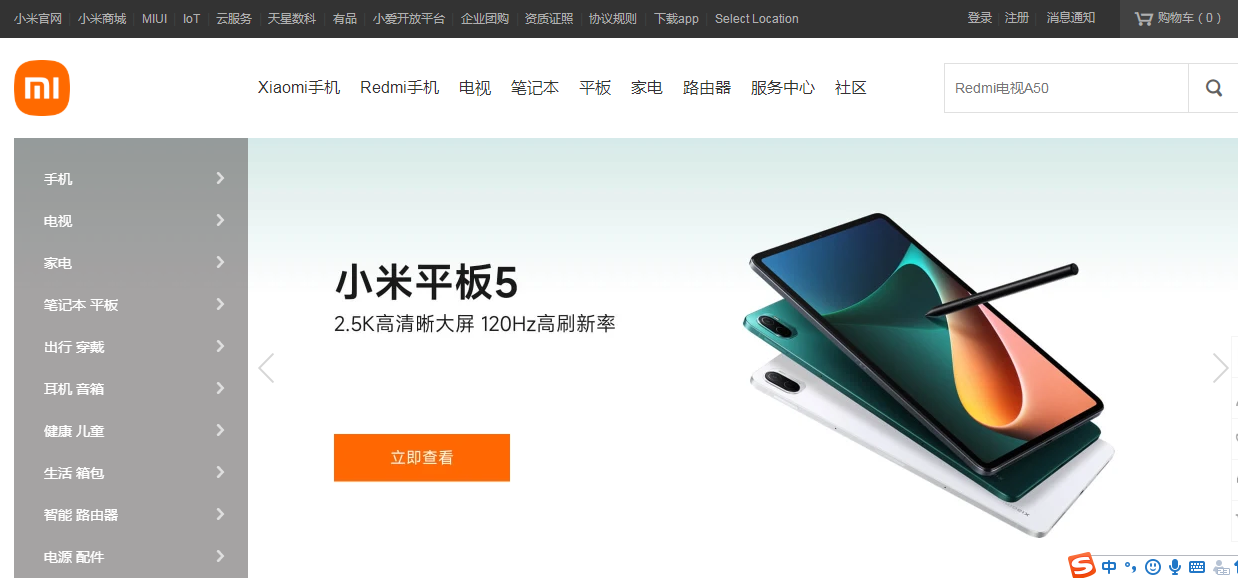 小米官网 小米商城 MIUI IoT 云服务 天星数科 有品 小爱开放平台 企业团购 资质证照 协议规则 下载app Select Location 登录 注册 消息通知 购物车 ( 0 )
mi Xiaomi手机 Redmi手机 电视 笔记本 平板 家电 路由器 服务中心 社区 Redmi电视A50
手机
电视
家电
笔记本 平板
出行 穿戴
耳机 音箱
健康 儿童
生活 箱包
智能 路由器
电源 配件
小米平板5
2.5K高清晰大屏 120Hz高刷新率
立即查看
S 中